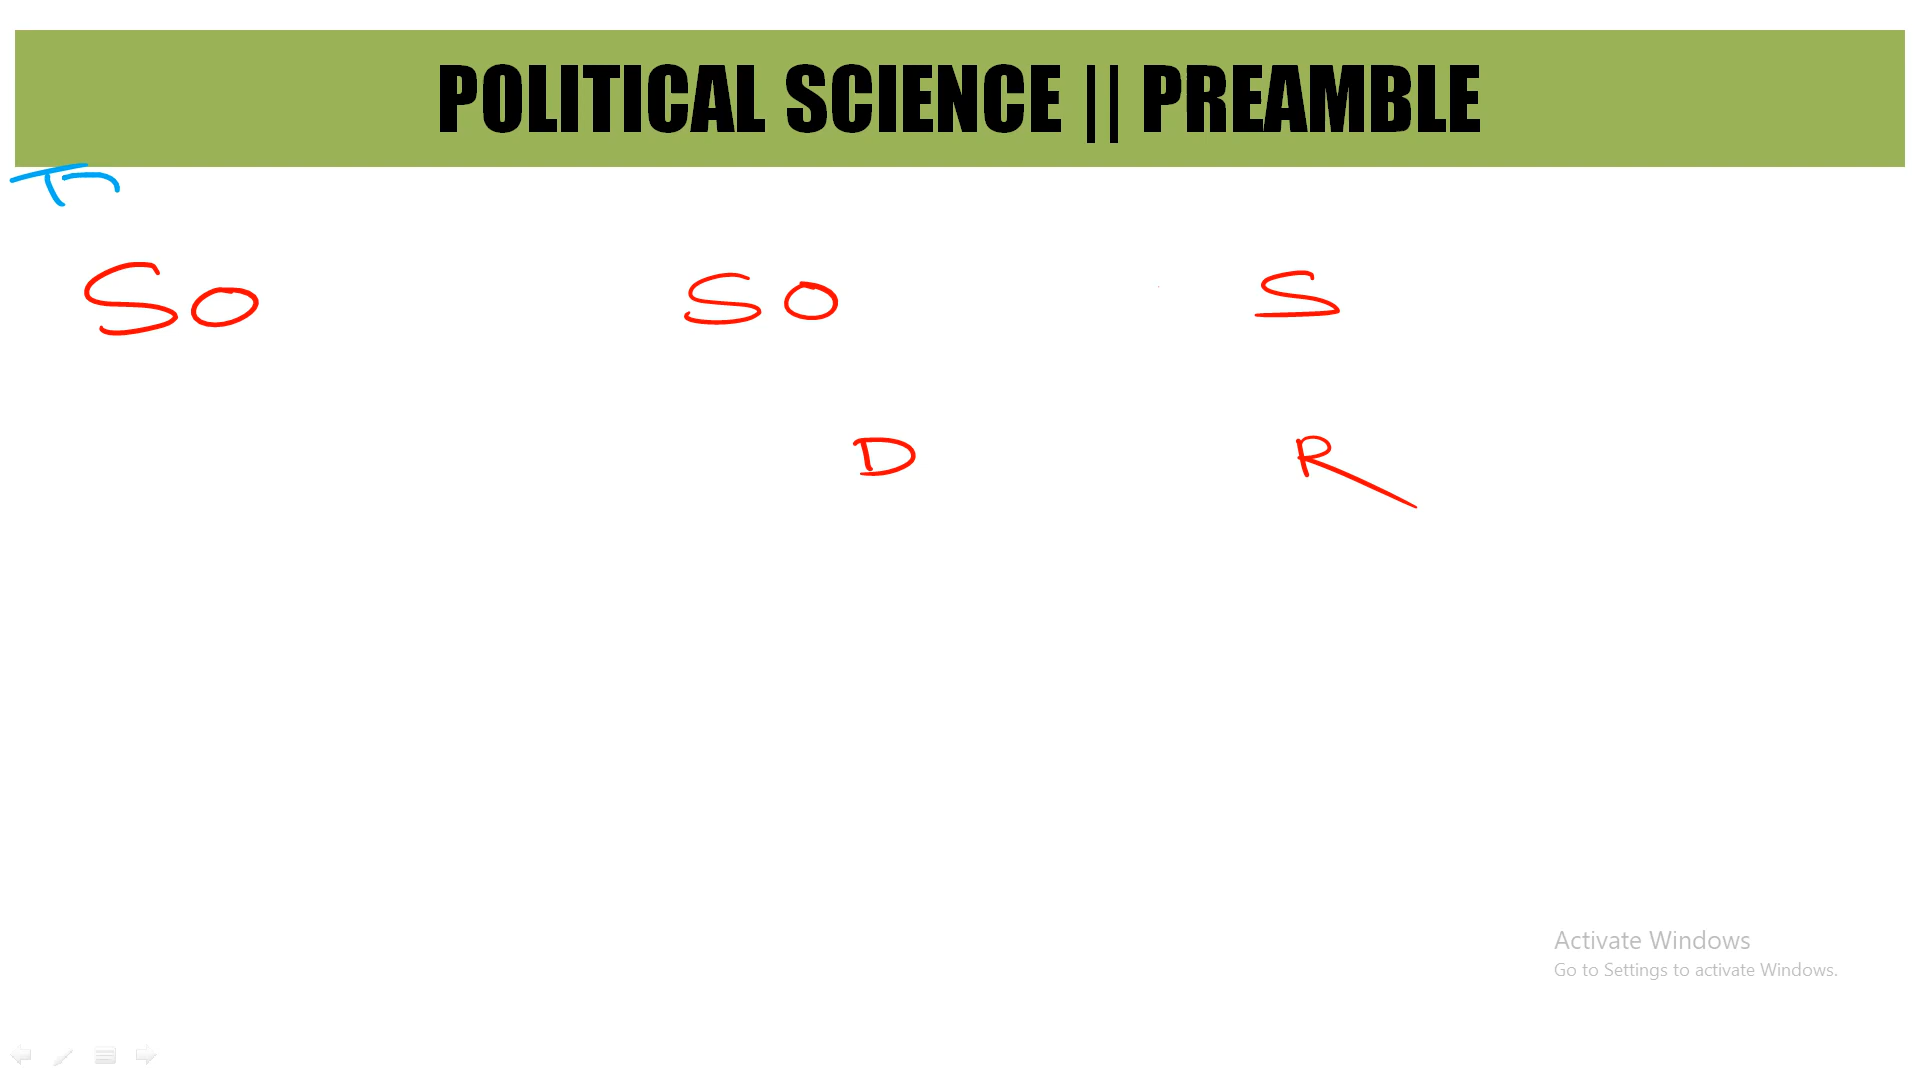 POLITICAL SCIENCE || PREAMBLE
So So S
D R
Activate Windows
Go to Settings to activate Windows.